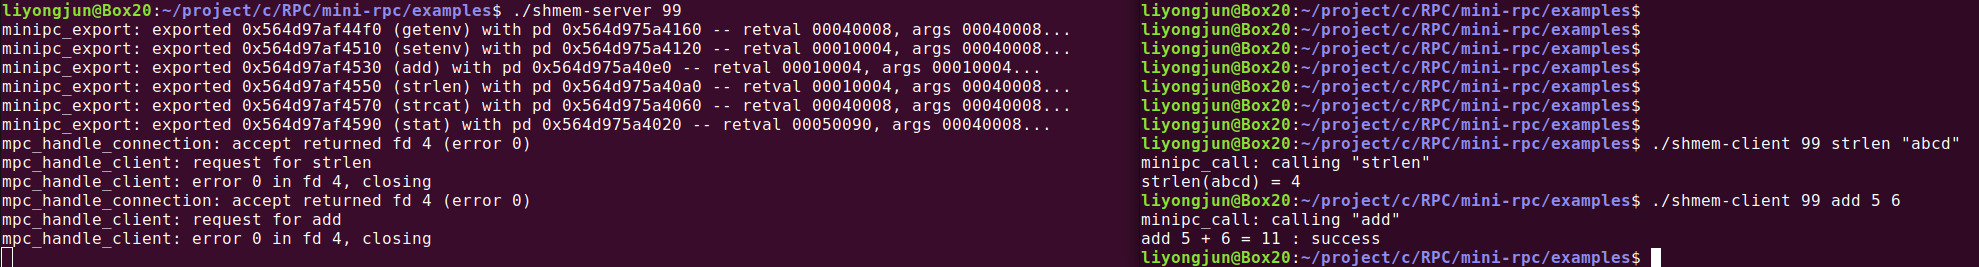 liyongjun@Box20:~/project/c/RPC/mini-rpc/examples$ ./shmem-server 99
minipc_export: exported 0x564d97af44f0 (getenv) with pd 0x564d975a4160 -- retval 00040008, args 00040008...
minipc_export: exported 0x564d97af4510 (setenv) with pd 0x564d975a4120 -- retval 00010004, args 00040008...
minipc_export: exported 0x564d97af4530 (add) with pd 0x564d975a40e0 -- retval 00010004, args 00010004...
minipc_export: exported 0x564d97af4550 (strlen) with pd 0x564d975a40a0 -- retval 00010004, args 00040008...
minipc_export: exported 0x564d97af4570 (strcat) with pd 0x564d975a4060 -- retval 00040008, args 00040008...
minipc_export: exported 0x564d97af4590 (stat) with pd 0x564d975a4020 -- retval 00050090, args 00040008...
mpc_handle_connection: accept returned fd 4 (error 0)
mpc_handle_client: request for strlen
mpc_handle_client: error 0 in fd 4, closing
mpc_handle_connection: accept returned fd 4 (error 0)
mpc_handle_client: request for add
mpc_handle_client: error 0 in fd 4, closing
liyongjun@Box20:~/project/c/RPC/mini-rpc/examples$
liyongjun@Box20:~/project/c/RPC/mini-rpc/examples$
liyongjun@Box20:~/project/c/RPC/mini-rpc/examples$
liyongjun@Box20:~/project/c/RPC/mini-rpc/examples$
liyongjun@Box20:~/project/c/RPC/mini-rpc/examples$
liyongjun@Box20:~/project/c/RPC/mini-rpc/examples$
liyongjun@Box20:~/project/c/RPC/mini-rpc/examples$
liyongjun@Box20:~/project/c/RPC/mini-rpc/examples$ ./shmem-client 99 strlen "abcd"
minipc_call: calling "strlen"
strlen(abcd) = 4
liyongjun@Box20:~/project/c/RPC/mini-rpc/examples$ ./shmem-client 99 add 5 6
minipc_call: calling "add"
add 5 + 6 = 11 : success
liyongjun@Box20:~/project/c/RPC/mini-rpc/examples$